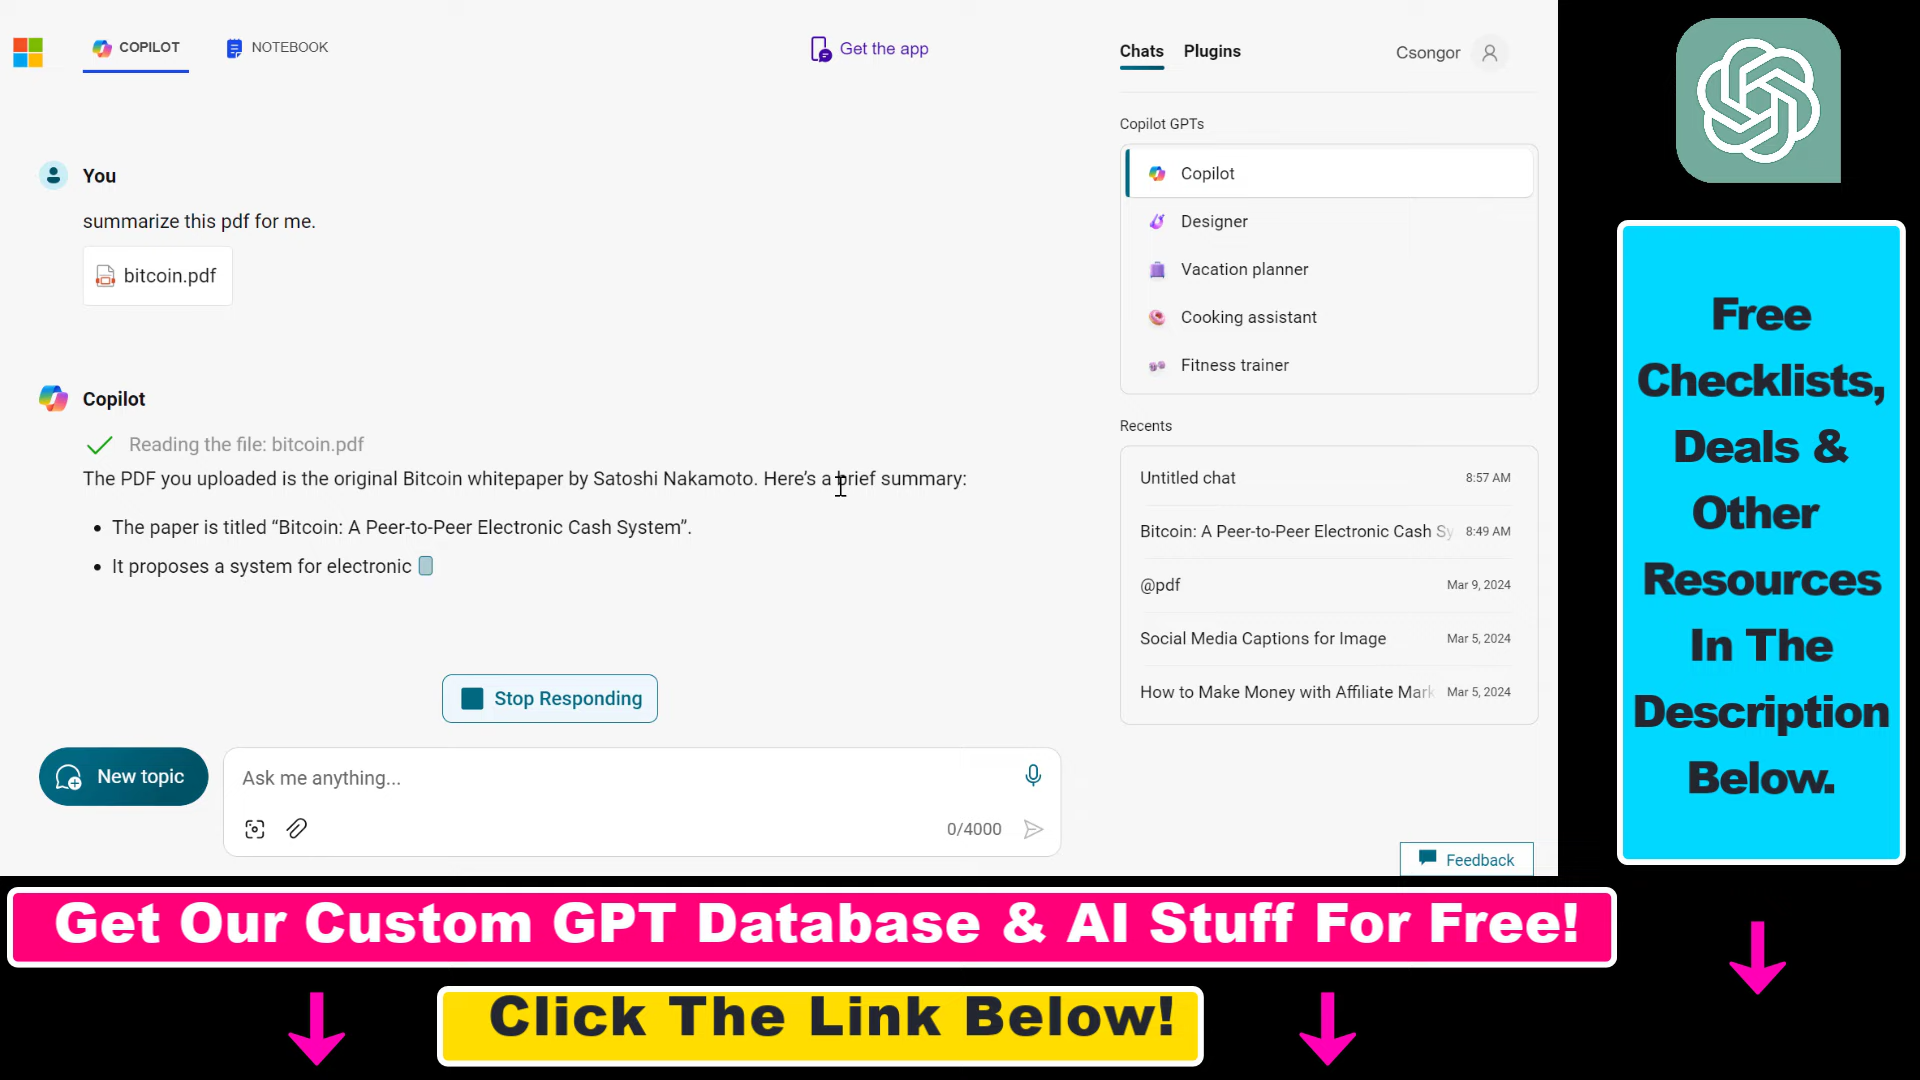 COPILOT
NOTEBOOK
Get the app
Chats
Plugins
Csongor
You
summarize this pdf for me.
bitcoin.pdf
Copilot
Reading the file: bitcoin.pdf
The PDF you uploaded is the original Bitcoin whitepaper by Satoshi Nakamoto. Here's a brief summary:
• The paper is titled “Bitcoin: A Peer-to-Peer Electronic Cash System”.
• It proposes a system for electronic
Stop Responding
New topic
Ask me anything...
0/4000
Copilot GPTs
Copilot
Designer
Vacation planner
Cooking assistant
Fitness trainer
Recents
Untitled chat 8:57 AM
Bitcoin: A Peer-to-Peer Electronic Cash Sy 8:49 AM
@pdf Mar 9, 2024
Social Media Captions for Image Mar 5, 2024
How to Make Money with Affiliate Mark Mar 5, 2024
Feedback
Free
Checklists,
Deals &
Other
Resources
In The
Description
Below.
Get Our Custom GPT Database & AI Stuff For Free!
Click The Link Below!